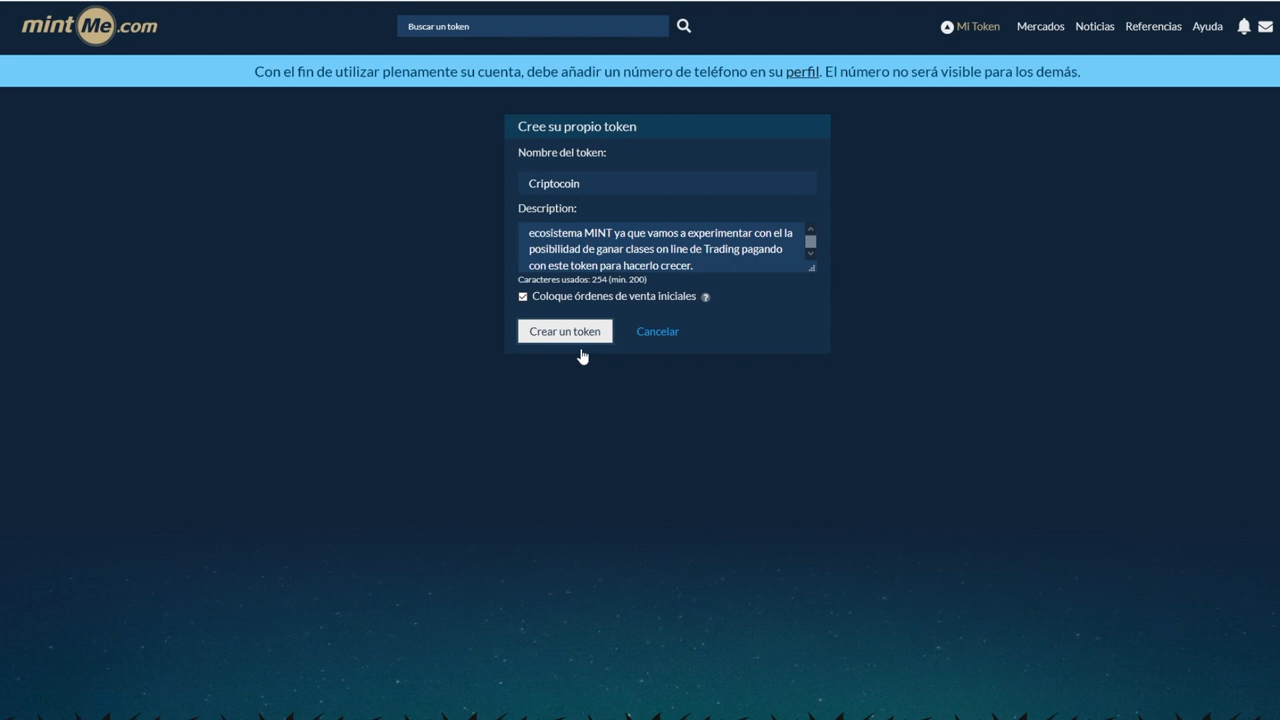 mintMe.com
Buscar un token
Mi Token
Mercados
Noticias
Referencias
Ayuda
Con el fin de utilizar plenamente su cuenta, debe añadir un número de teléfono en su perfil. El número no será visible para los demás.
Cree su propio token
Nombre del token:
Criptocoin
Description:
ecosistema MINT ya que vamos a experimentar con el la
posibilidad de ganar clases on line de Trading pagando
con este token para hacerlo crecer.
Caracteres usados: 254 (min. 200)
Coloque órdenes de venta iniciales ?
Crear un token
Cancelar